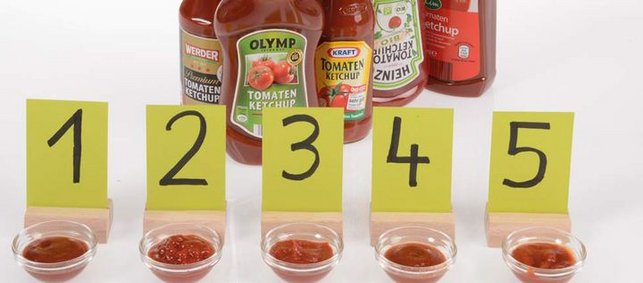 WERDER
Premium
TOMATEN
KETCHUP
OLYMP
TOMATEN
KETCHUP
KRAFT
TOMATEN
KETCHUP
HEINZ
TOMATEN
KETCHUP
BIO
tomaten
ketchup
1
2
3
4
5